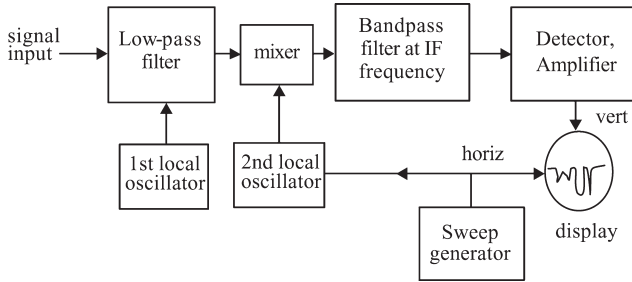 signal
input
Low-pass
filter
mixer
Bandpass
filter at IF
frequency
Detector,
Amplifier
vert
1st local
oscillator
2nd local
oscillator
horiz
Sweep
generator
display